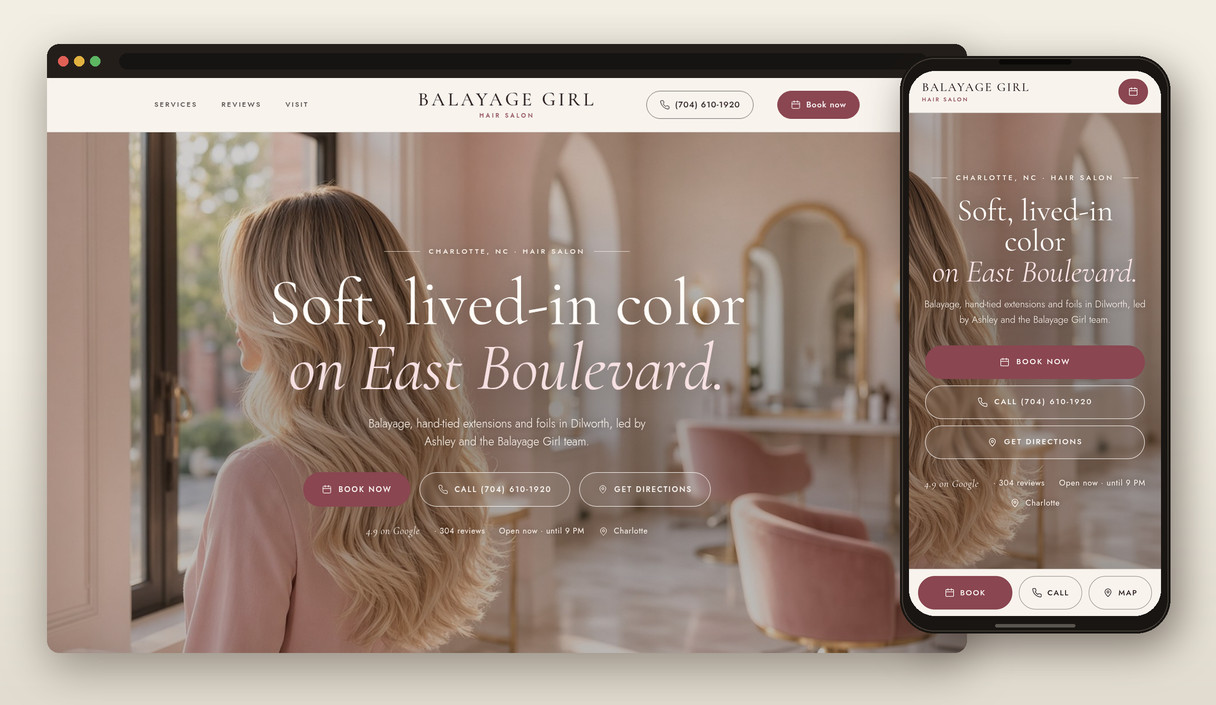 SERVICES REVIEWS VISIT
BALAYAGE GIRL
HAIR SALON
(704) 610-1920
Book now
CHARLOTTE, NC · HAIR SALON
Soft, lived-in color
on East Boulevard.
Balayage, hand-tied extensions and foils in Dilworth, led by
Ashley and the Balayage Girl team.
BOOK NOW
CALL (704) 610-1920
GET DIRECTIONS
4.9 on Google · 304 reviews Open now · until 9 PM Charlotte
BALAYAGE GIRL
HAIR SALON
CHARLOTTE, NC · HAIR SALON
Soft, lived-in
color
on East Boulevard.
Balayage, hand-tied extensions and foils in Dilworth, led
by Ashley and the Balayage Girl team.
BOOK NOW
CALL (704) 610-1920
GET DIRECTIONS
4.9 on Google · 304 reviews Open now · until 9 PM
Charlotte
BOOK CALL MAP